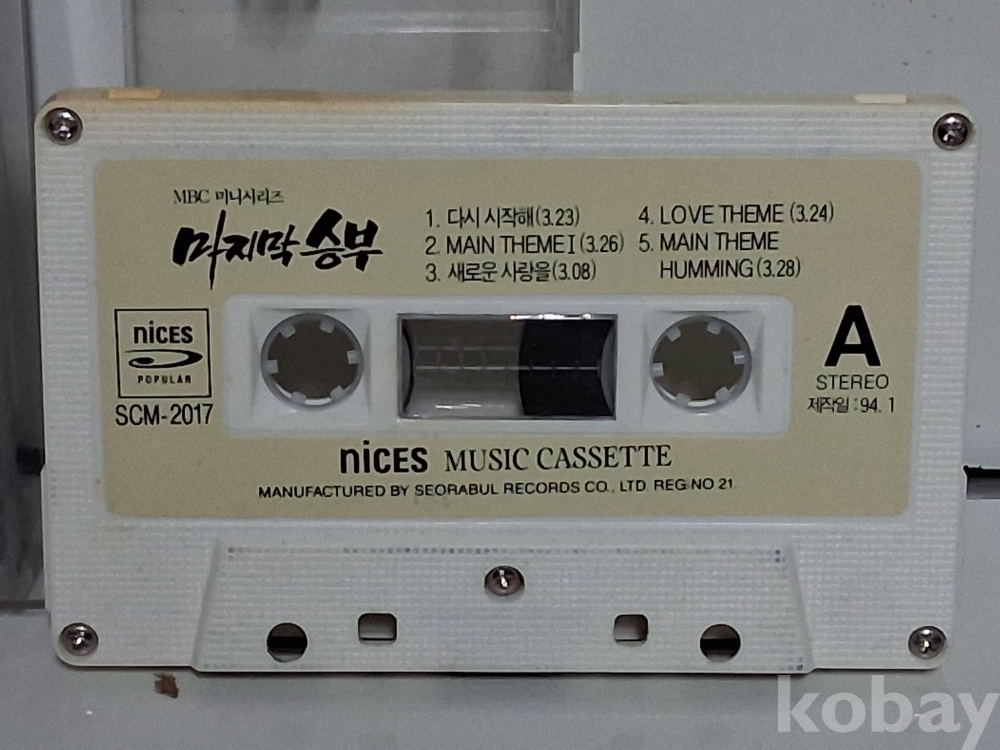 MBC 미니시리즈
마지막 승부
1. 다시 시작해(3.23)
2. MAIN THEME I (3.26)
3. 새로운 사랑을(3.08)
4. LOVE THEME (3.24)
5. MAIN THEME
HUMMING (3.28)
nices
POPULAR
SCM-2017
A
STEREO
제작일 : 94. 1
nices MUSIC CASSETTE
MANUFACTURED BY SEORABUL RECORDS CO., LTD REG NO 21.
kobay